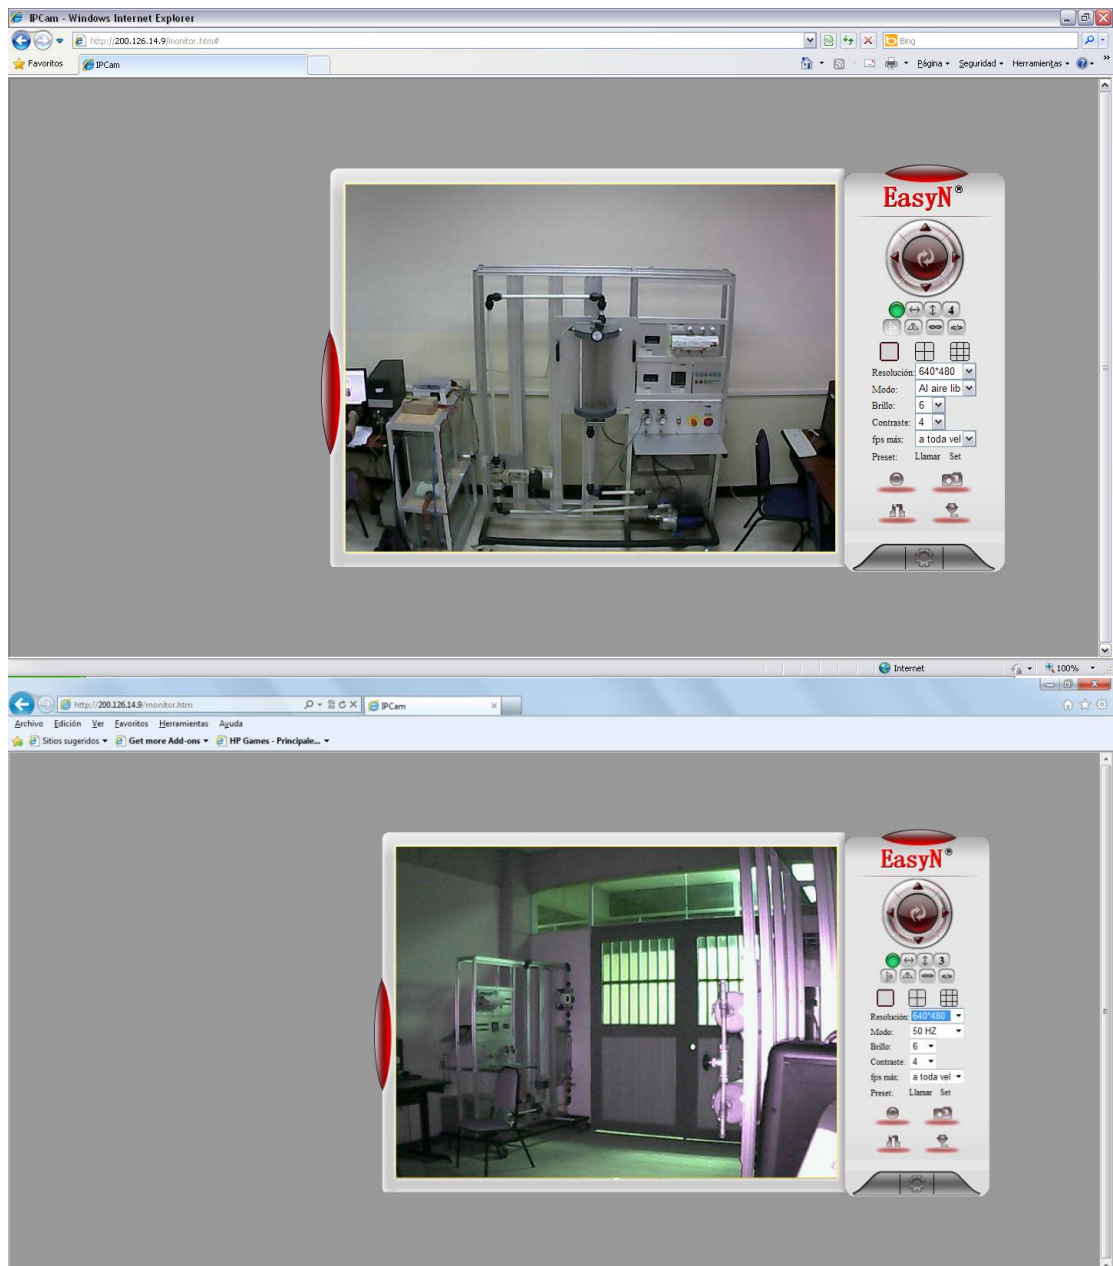 IPCam - Windows Internet Explorer
http://200.126.14.9/monitor.htm#
Bing
Favoritos
IPCam
Página
Seguridad
Herramientas
EasyN®
4
Resolución: 640*480
Modo: Al aire lib
Brillo: 6
Contraste: 4
fps máx: a toda vel
Preset: Llamar Set
Internet
100%
http://200.126.14.9/monitor.htm
IPCam
Archivo Edición Ver Favoritos Herramientas Ayuda
Sitios sugeridos Get more Add-ons HP Games - Principale...
EasyN®
3
Resolución: 640*480
Modo: 50 HZ
Brillo: 6
Contraste: 4
fps máx: a toda vel
Preset: Llamar Set